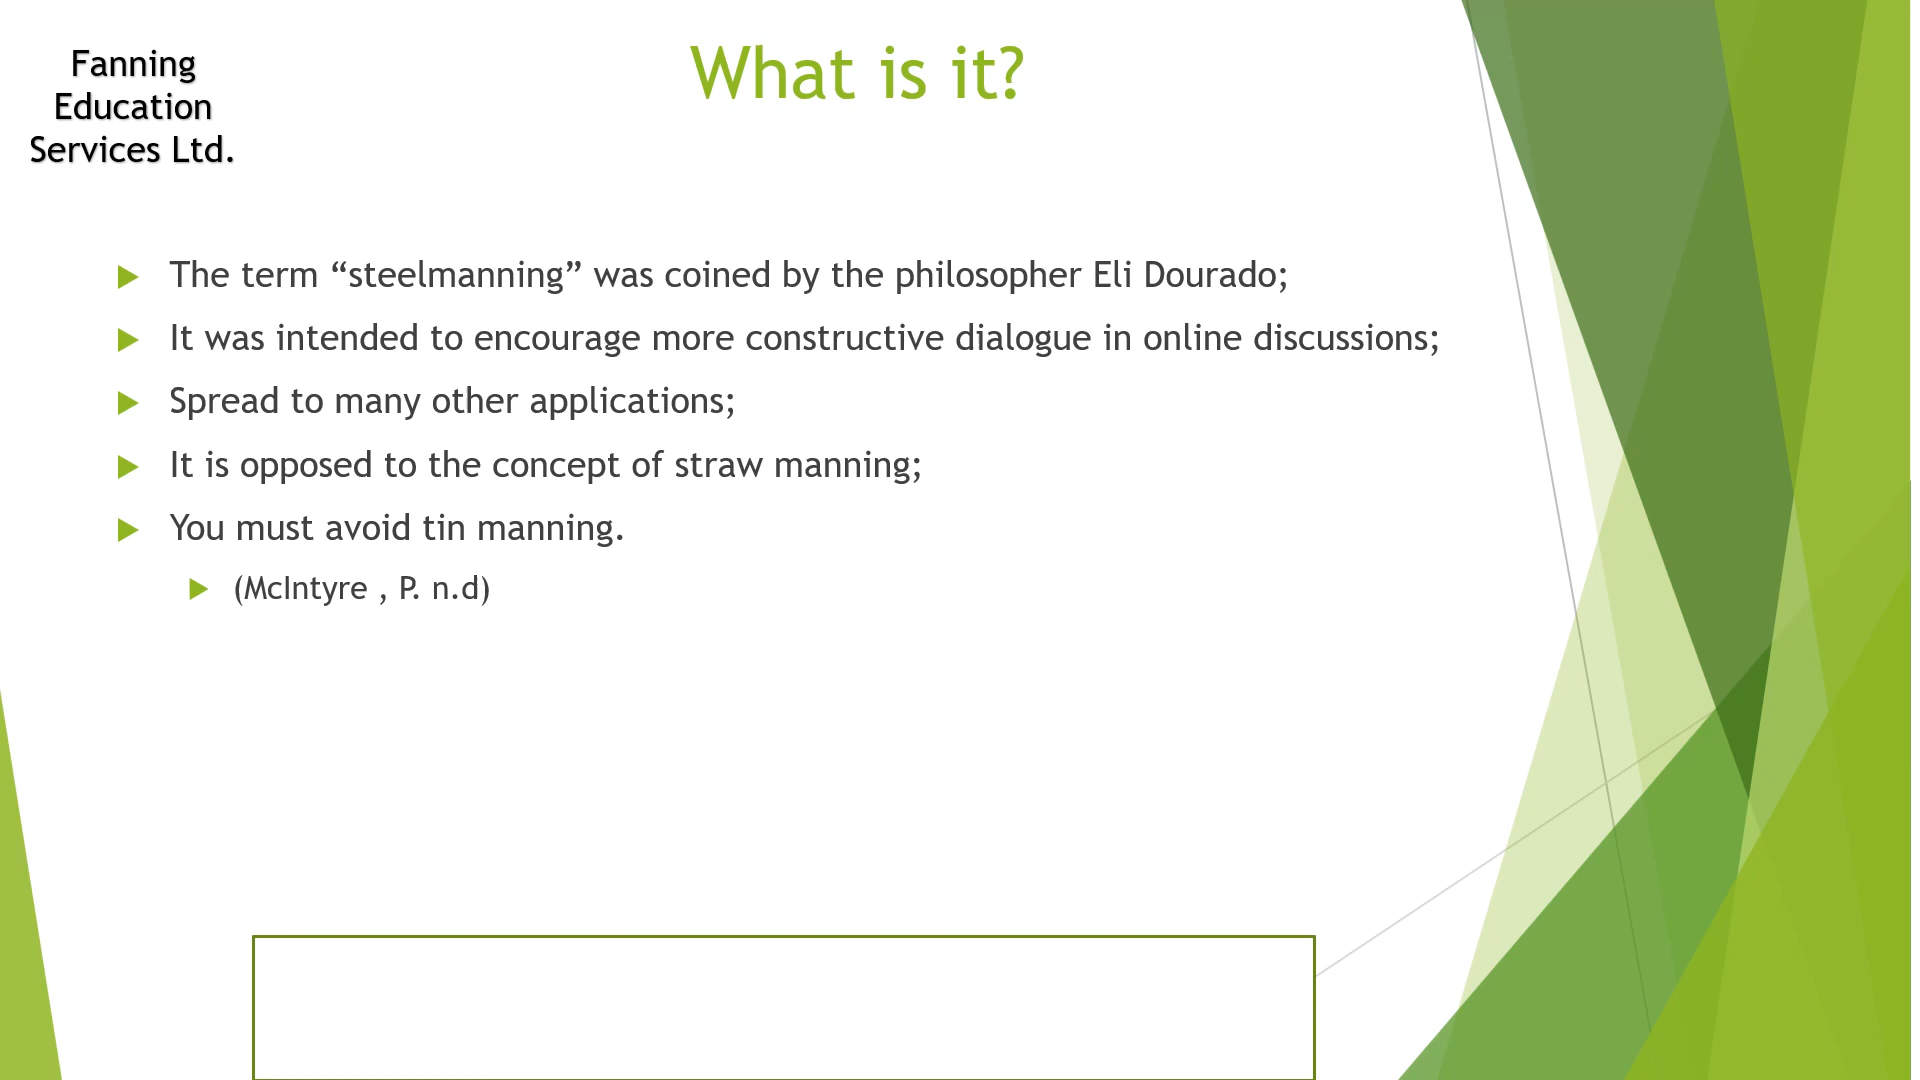 Fanning
Education
Services Ltd.
What is it?
The term “steelmanning” was coined by the philosopher Eli Dourado;
It was intended to encourage more constructive dialogue in online discussions;
Spread to many other applications;
It is opposed to the concept of straw manning;
You must avoid tin manning.
(McIntyre , P. n.d)